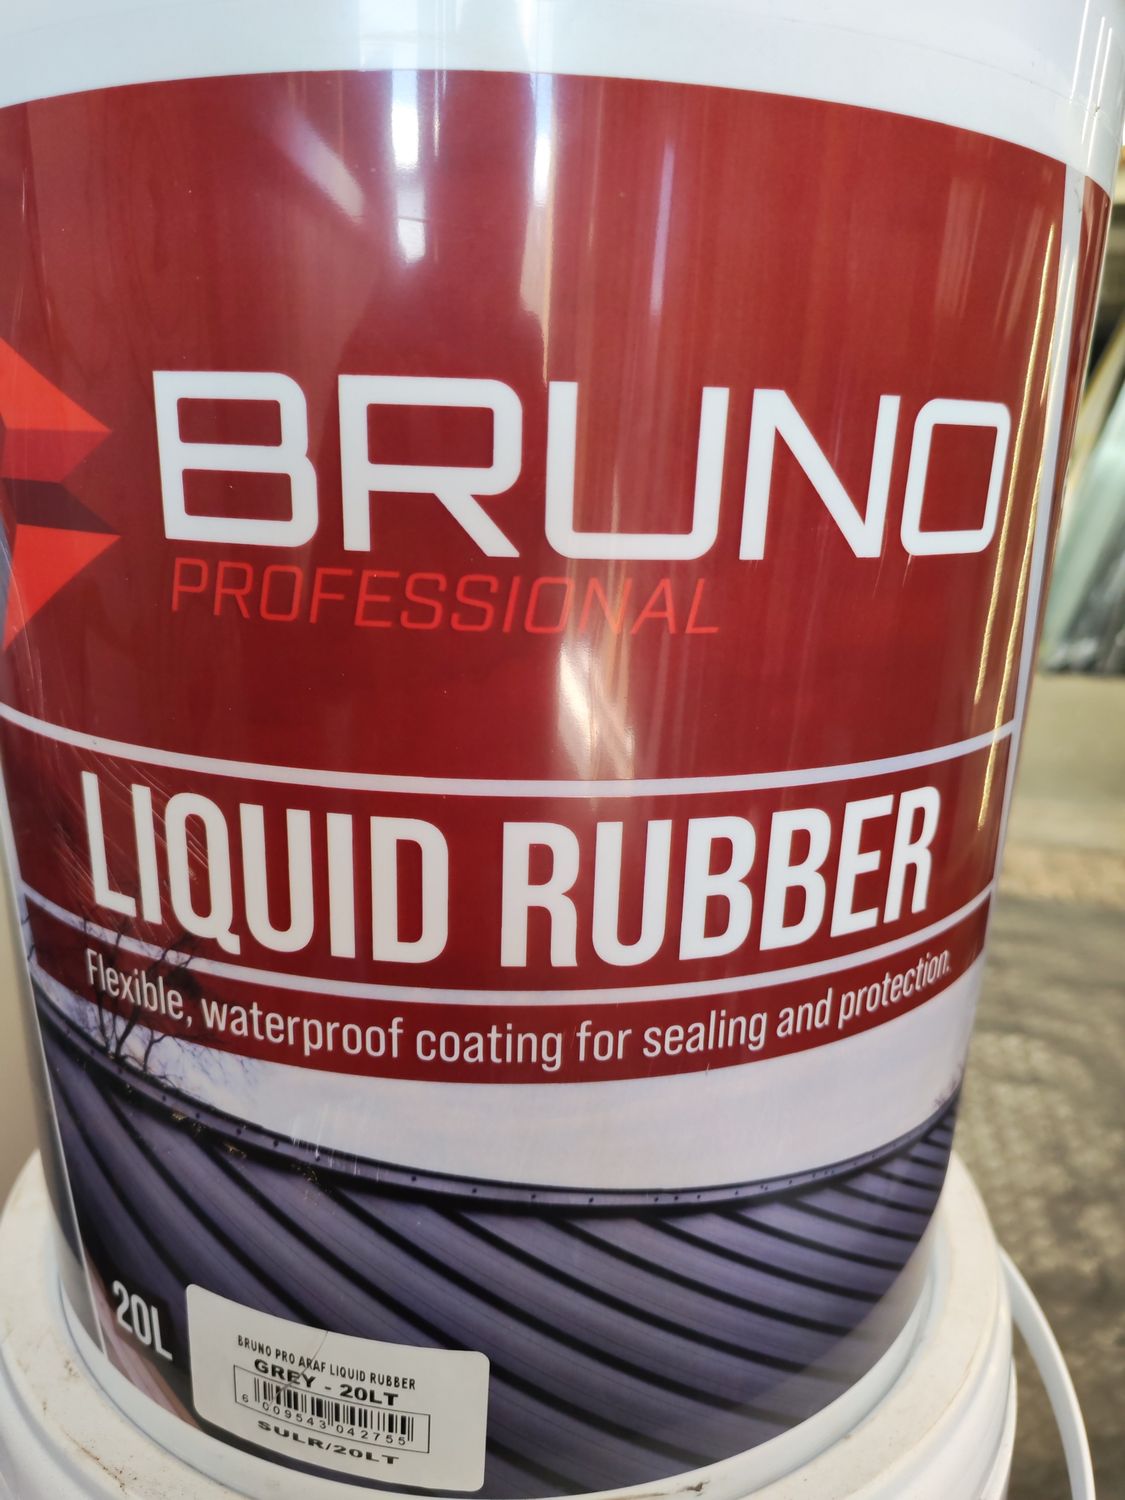 BRUNO
PROFESSIONAL
LIQUID RUBBER
Flexible, waterproof coating for sealing and protection.
20L
BRUNO PRO ARAF LIQUID RUBBER
GREY - 20LT
6 009543 042755
SULR/20LT